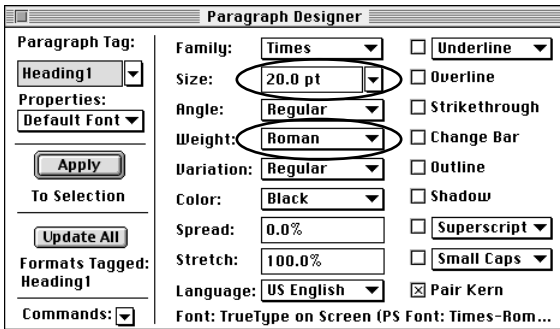 Paragraph Designer
Paragraph Tag:
Heading1
Properties:
Default Font
Apply
To Selection
Update All
Formats Tagged:
Heading1
Commands:
Family: Times
Size: 20.0 pt
Angle: Regular
Weight: Roman
Variation: Regular
Color: Black
Spread: 0.0%
Stretch: 100.0%
Language: US English
Underline
Overline
Strikethrough
Change Bar
Outline
Shadow
Superscript
Small Caps
Pair Kern
Font: TrueType on Screen (PS Font: Times-Rom...